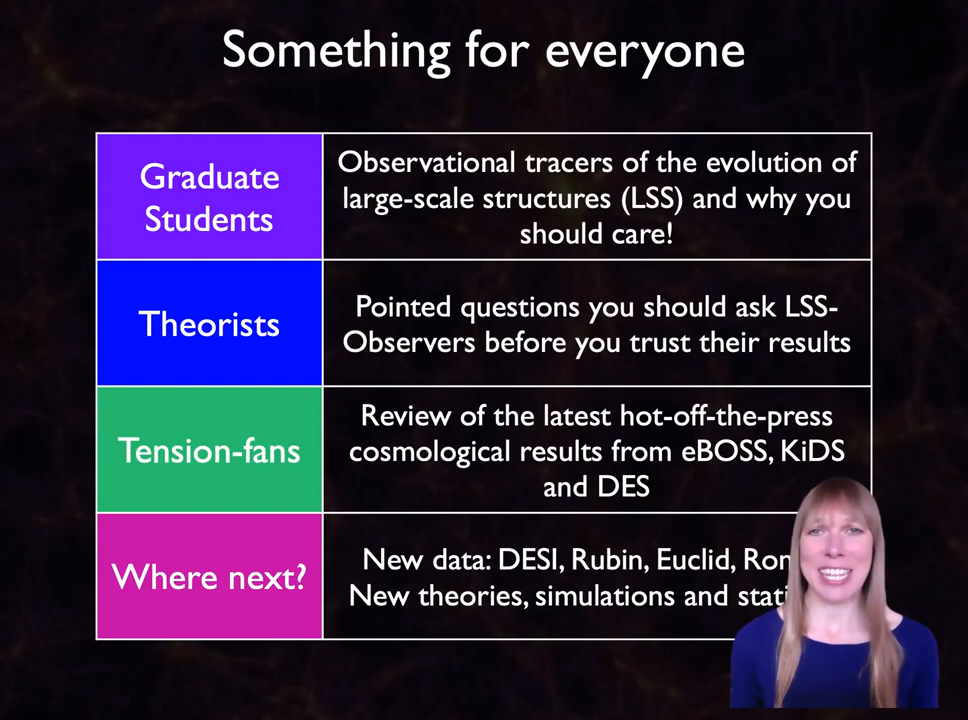 Something for everyone
Graduate
Students
Observational tracers of the evolution of
large-scale structures (LSS) and why you
should care!
Theorists
Pointed questions you should ask LSS-
Observers before you trust their results
Tension-fans
Review of the latest hot-off-the-press
cosmological results from eBOSS, KiDS
and DES
Where next?
New data: DESI, Rubin, Euclid,
New theories, simulations and